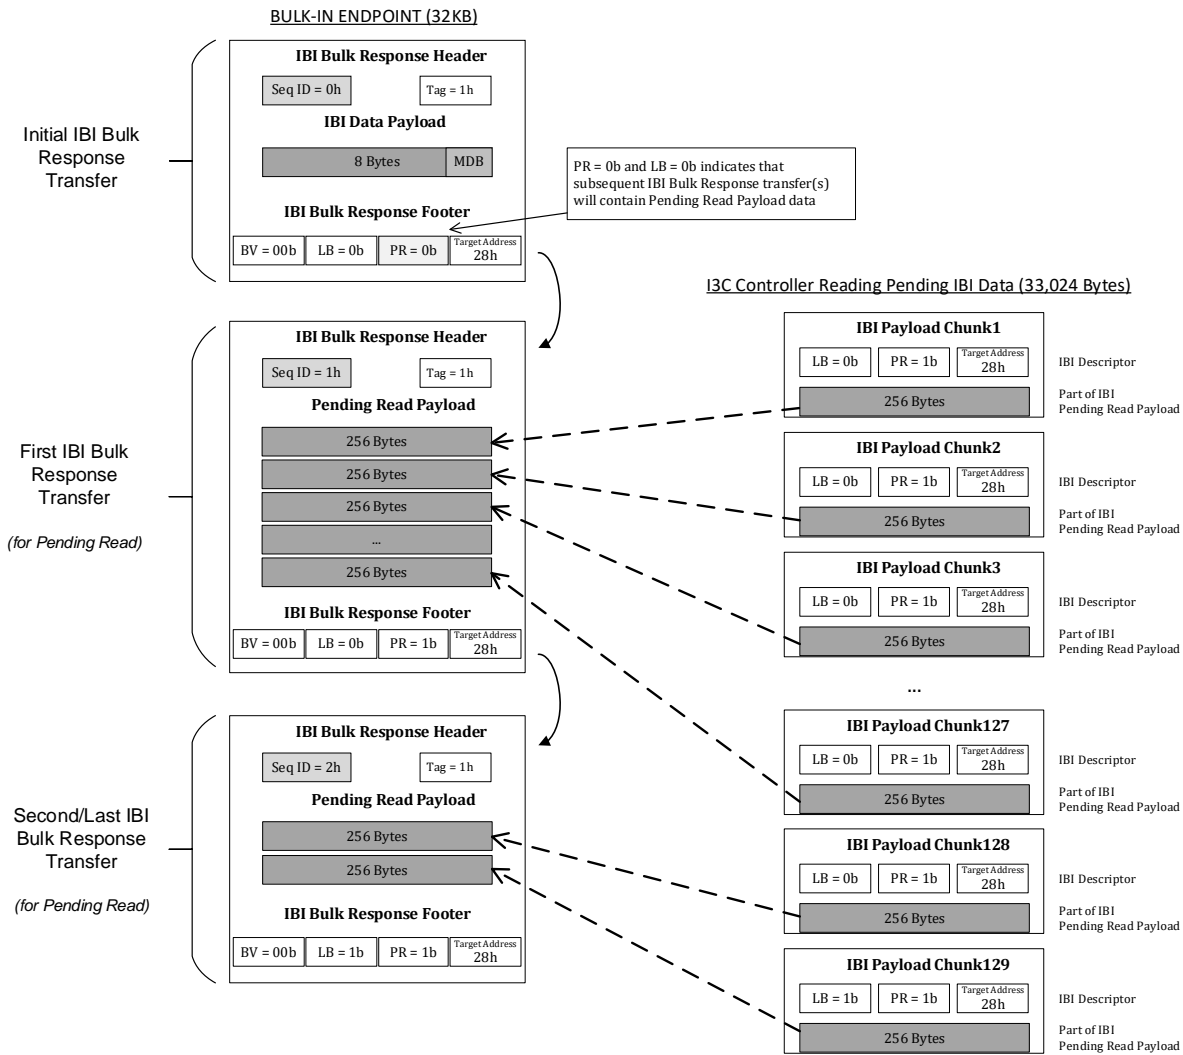 BULK-IN ENDPOINT (32KB)
Initial IBI Bulk
Response
Transfer
IBI Bulk Response Header
Seq ID = 0h
Tag = 1h
IBI Data Payload
8 Bytes
MDB
IBI Bulk Response Footer
BV = 00b
LB = 0b
PR = 0b
Target Address
28h
PR = 0b and LB = 0b indicates that
subsequent IBI Bulk Response transfer(s)
will contain Pending Read Payload data
First IBI Bulk
Response
Transfer
(for Pending Read)
IBI Bulk Response Header
Seq ID = 1h
Tag = 1h
Pending Read Payload
256 Bytes
256 Bytes
256 Bytes
...
256 Bytes
IBI Bulk Response Footer
BV = 00b
LB = 0b
PR = 1b
Target Address
28h
Second/Last IBI
Bulk Response
Transfer
(for Pending Read)
IBI Bulk Response Header
Seq ID = 2h
Tag = 1h
Pending Read Payload
256 Bytes
256 Bytes
IBI Bulk Response Footer
BV = 00b
LB = 1b
PR = 1b
Target Address
28h
I3C Controller Reading Pending IBI Data (33,024 Bytes)
IBI Payload Chunk1
LB = 0b
PR = 1b
Target Address
28h
IBI Descriptor
256 Bytes
Part of IBI
Pending Read Payload
IBI Payload Chunk2
LB = 0b
PR = 1b
Target Address
28h
IBI Descriptor
256 Bytes
Part of IBI
Pending Read Payload
IBI Payload Chunk3
LB = 0b
PR = 1b
Target Address
28h
IBI Descriptor
256 Bytes
Part of IBI
Pending Read Payload
...
IBI Payload Chunk127
LB = 0b
PR = 1b
Target Address
28h
IBI Descriptor
256 Bytes
Part of IBI
Pending Read Payload
IBI Payload Chunk128
LB = 0b
PR = 1b
Target Address
28h
IBI Descriptor
256 Bytes
Part of IBI
Pending Read Payload
IBI Payload Chunk129
LB = 1b
PR = 1b
Target Address
28h
IBI Descriptor
256 Bytes
Part of IBI
Pending Read Payload